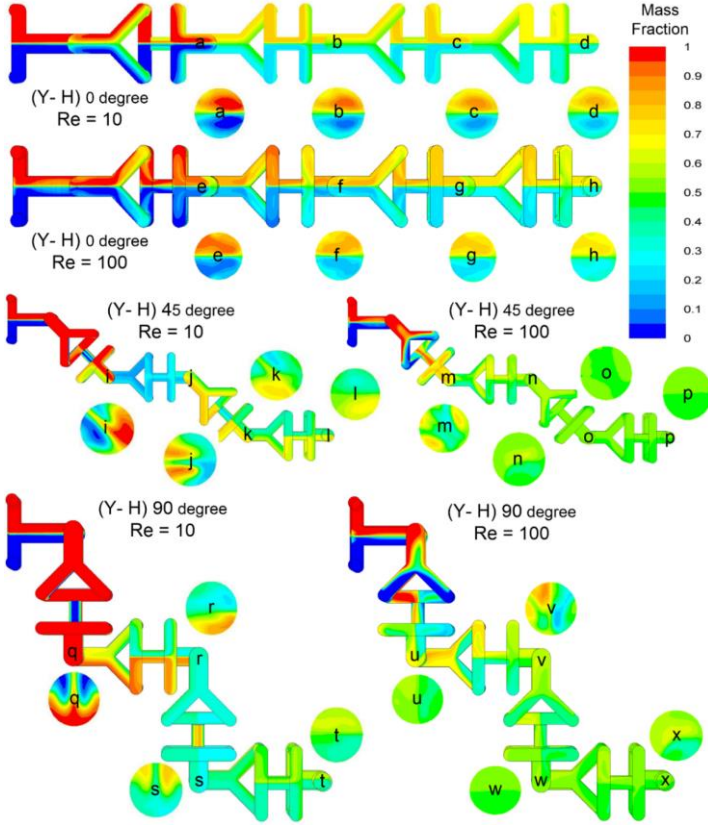 Mass
Fraction
1
0.9
0.8
0.7
0.6
0.5
0.4
0.3
0.2
0.1
0
a
b
c
d
(Y- H) 0 degree
Re = 10
a
b
c
d
e
f
g
h
(Y- H) 0 degree
Re = 100
e
f
g
h
(Y- H) 45 degree
Re = 10
i
j
k
l
i
j
k
l
(Y- H) 45 degree
Re = 100
m
n
o
p
m
n
o
p
(Y- H) 90 degree
Re = 10
q
r
q
r
s
t
s
t
(Y- H) 90 degree
Re = 100
u
v
u
v
w
x
w
x